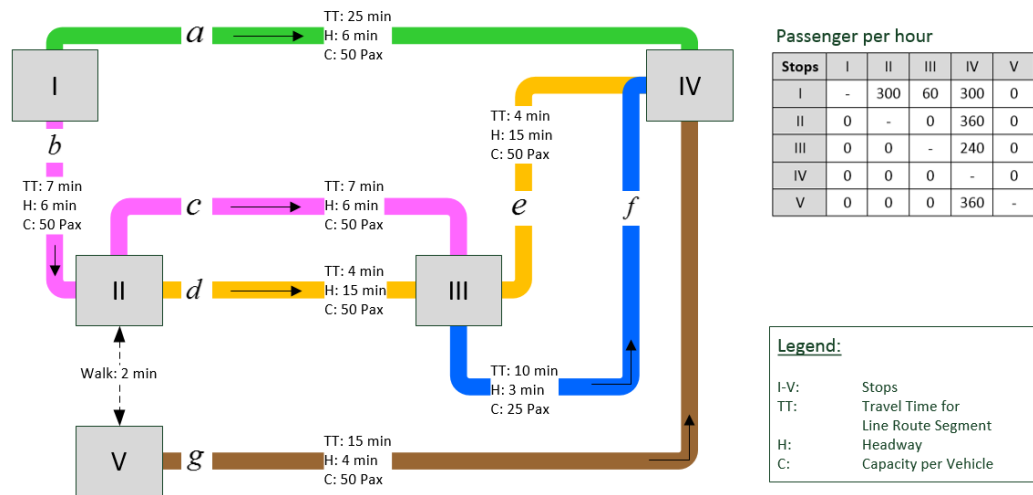 a
TT: 25 min
H: 6 min
C: 50 Pax
I
IV
b
TT: 7 min
H: 6 min
C: 50 Pax
c
TT: 7 min
H: 6 min
C: 50 Pax
TT: 4 min
H: 15 min
C: 50 Pax
e
f
II
d
TT: 4 min
H: 15 min
C: 50 Pax
III
Walk: 2 min
TT: 10 min
H: 3 min
C: 25 Pax
V
g
TT: 15 min
H: 4 min
C: 50 Pax
Passenger per hour
Stops I II III IV V
I - 300 60 300 0
II 0 - 0 360 0
III 0 0 - 240 0
IV 0 0 0 - 0
V 0 0 0 360 -
Legend:
I-V: Stops
TT: Travel Time for
Line Route Segment
H: Headway
C: Capacity per Vehicle